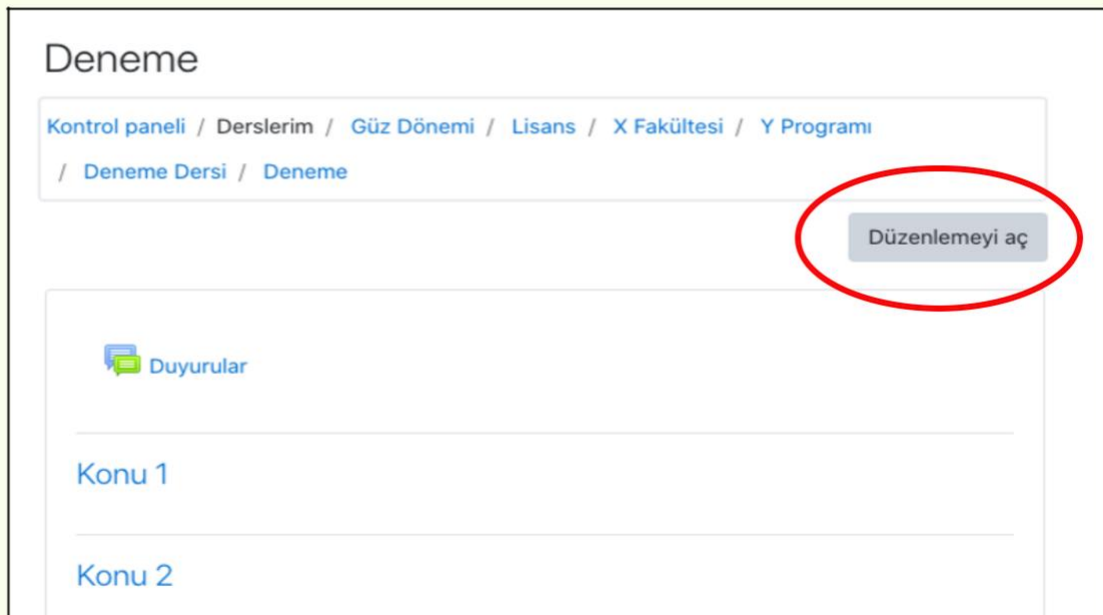 Deneme
Kontrol paneli / Derslerim / Güz Dönemi / Lisans / X Fakültesi / Y Programı
/ Deneme Dersi / Deneme
Düzenlemeyi aç
Duyurular
Konu 1
Konu 2